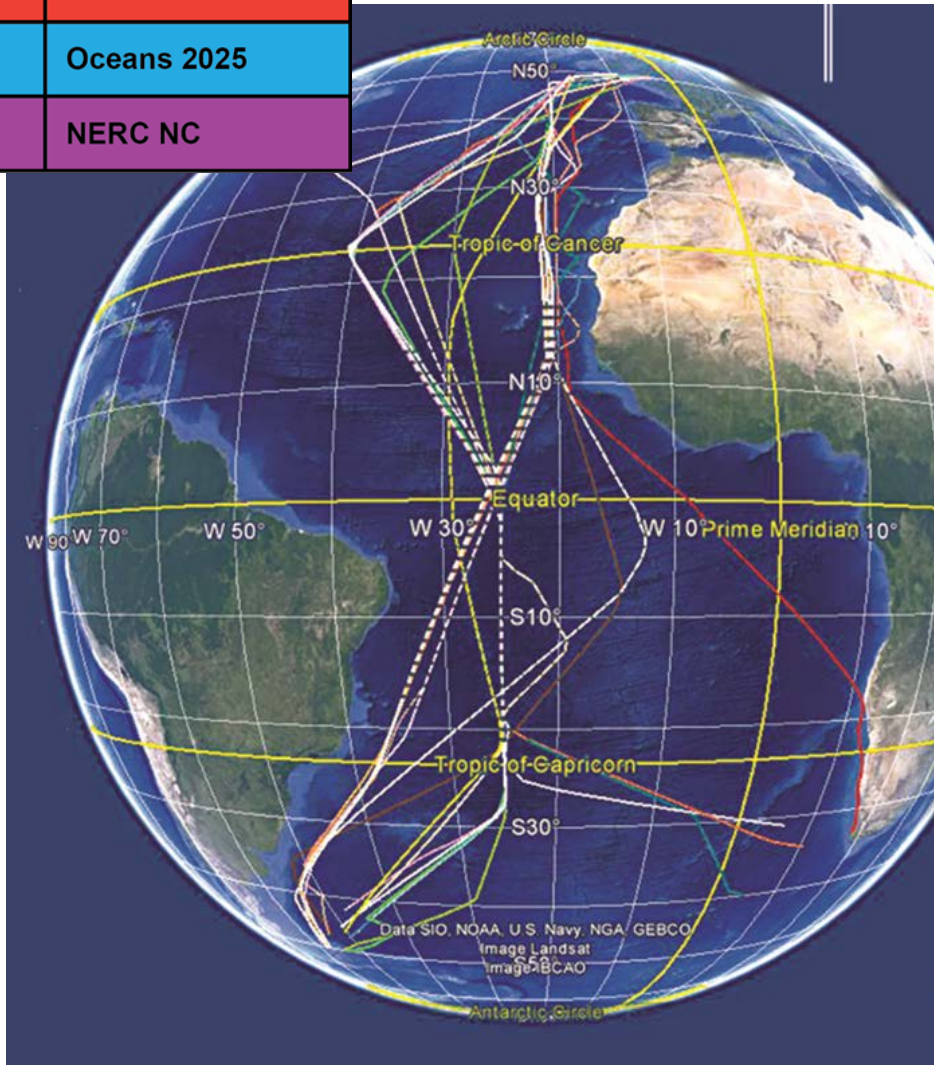 Oceans 2025
NERC NC
Arctic Circle
N50°
N30°
Tropic of Cancer
N10°
Equator
W 90° W 70° W 50° W 30° W 10° Prime Meridian 10°
S10°
Tropic of Capricorn
S30°
Data SIO, NOAA, U.S. Navy, NGA, GEBCO
Image Landsat
S50°
Image IBCAO
Antarctic Circle